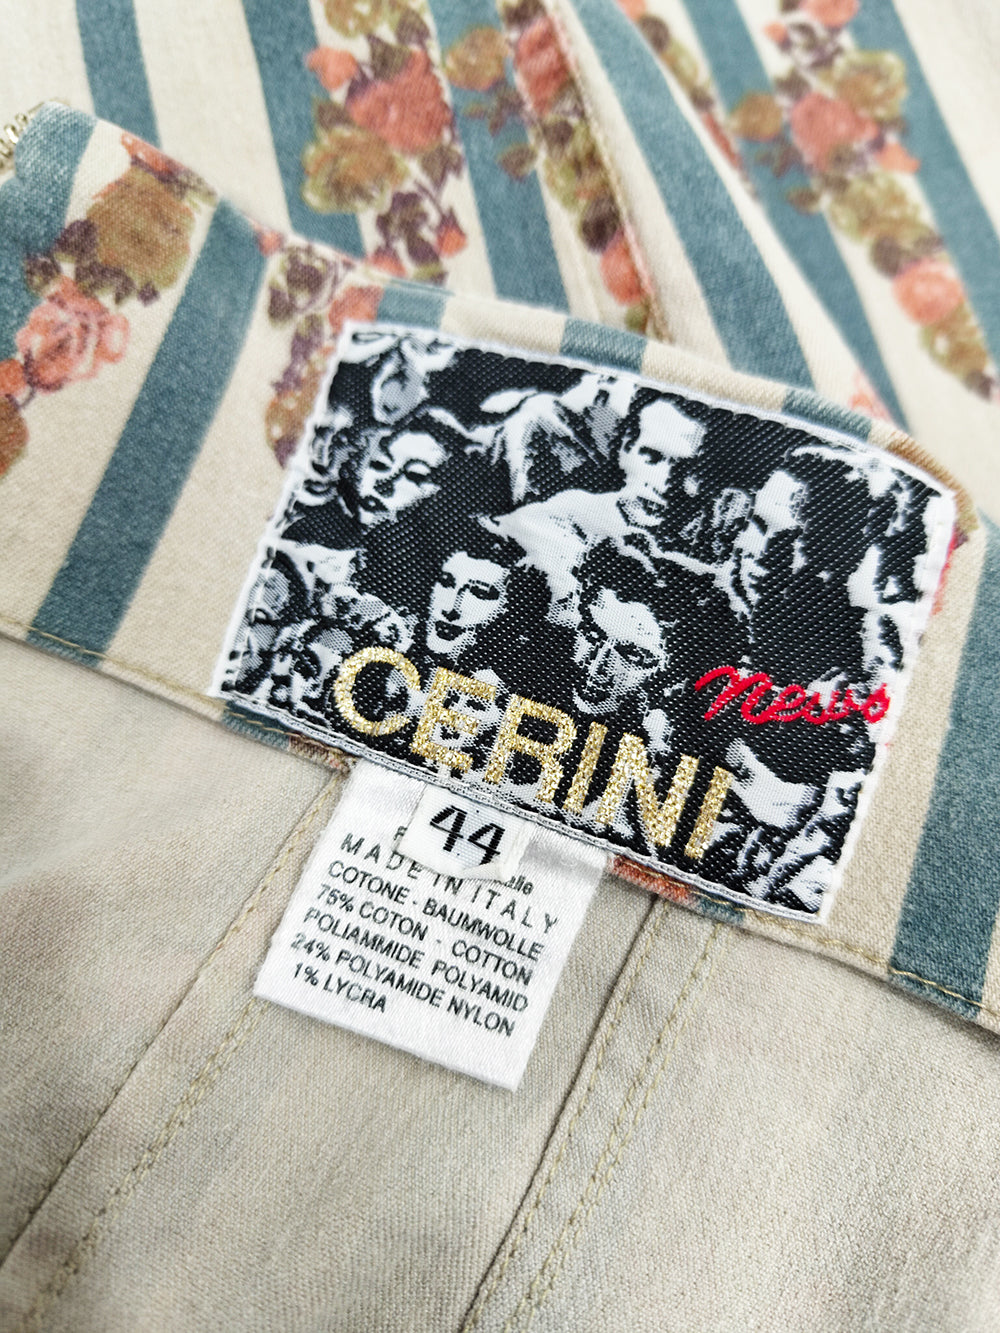 news
CERINI
44
MADE IN ITALY
COTONE - BAUMWOLLE
75% COTON - COTTON
POLIAMMIDE POLYAMID
24% POLYAMIDE NYLON
1% LYCRA